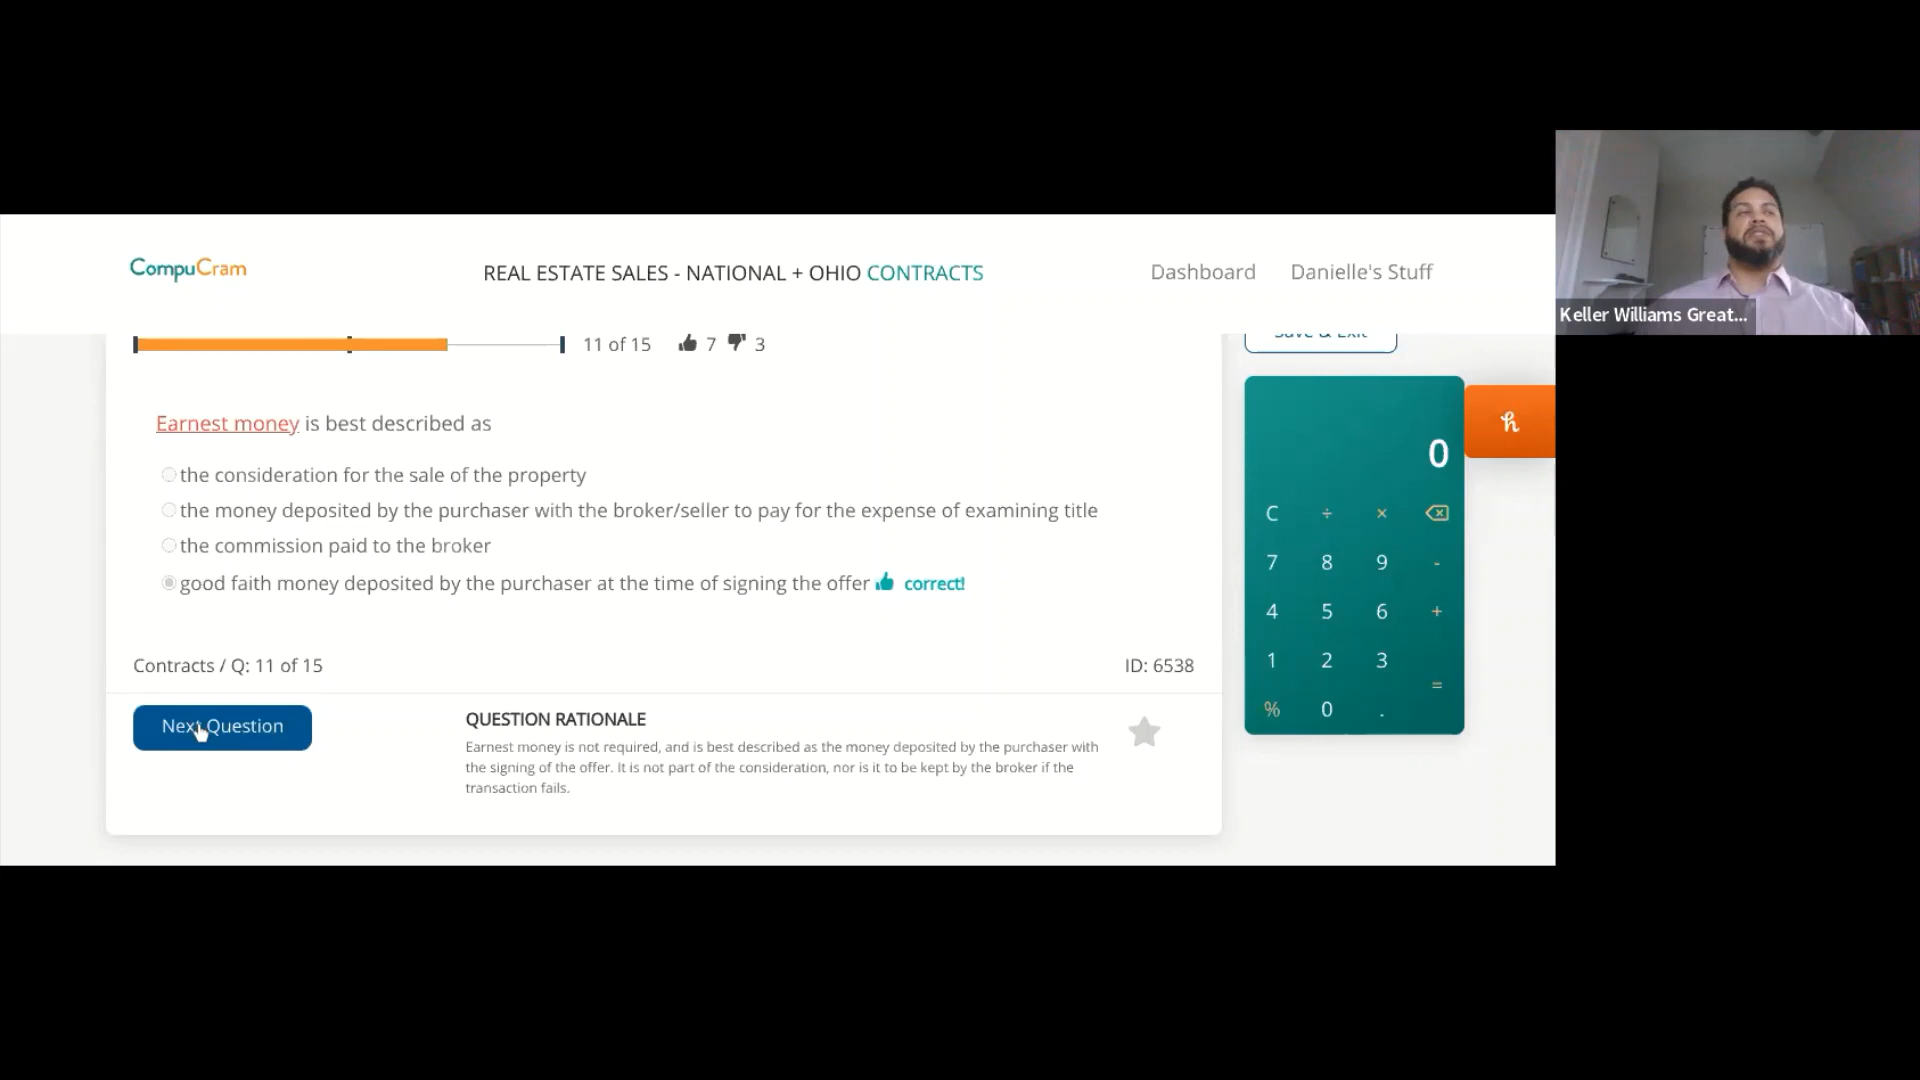 CompuCram
REAL ESTATE SALES - NATIONAL + OHIO CONTRACTS
Dashboard
Danielle's Stuff
Keller Williams Great...
11 of 15
7
3
Save & Exit
Earnest money is best described as
the consideration for the sale of the property
the money deposited by the purchaser with the broker/seller to pay for the expense of examining title
the commission paid to the broker
good faith money deposited by the purchaser at the time of signing the offer correct!
Contracts / Q: 11 of 15
ID: 6538
Next Question
QUESTION RATIONALE
Earnest money is not required, and is best described as the money deposited by the purchaser with
the signing of the offer. It is not part of the consideration, nor is it to be kept by the broker if the
transaction fails.
0
C ÷ ×
7 8 9 -
4 5 6 +
1 2 3
=
% 0 .
h